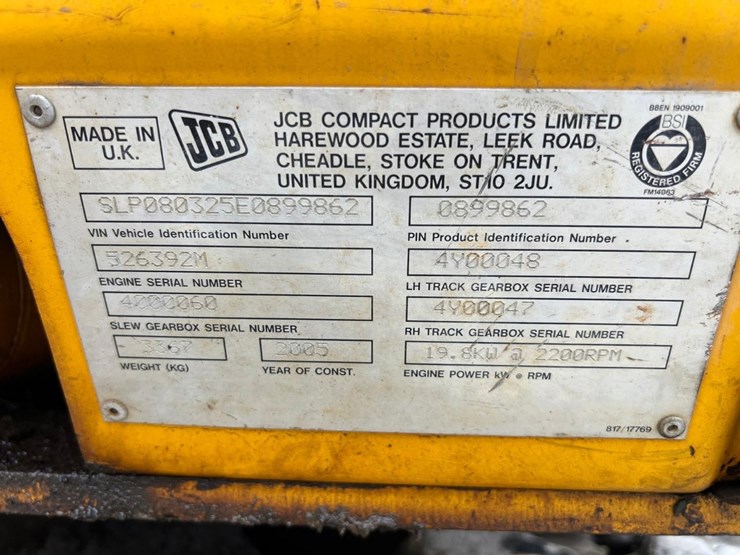 MADE IN
U.K.
JCB
JCB COMPACT PRODUCTS LIMITED
HAREWOOD ESTATE, LEEK ROAD,
CHEADLE, STOKE ON TRENT,
UNITED KINGDOM, ST10 2JU.
BBEN 1909001
BSI
REGISTERED FIRM
FM14063
SLP080325E0899862
VIN Vehicle Identification Number
0899862
PIN Product Identification Number
526392M
ENGINE SERIAL NUMBER
4Y00048
LH TRACK GEARBOX SERIAL NUMBER
4200060
SLEW GEARBOX SERIAL NUMBER
4Y00047
RH TRACK GEARBOX SERIAL NUMBER
WEIGHT (KG)
2005
YEAR OF CONST.
19.8KW @ 2200RPM
ENGINE POWER kW @ RPM
817/17769